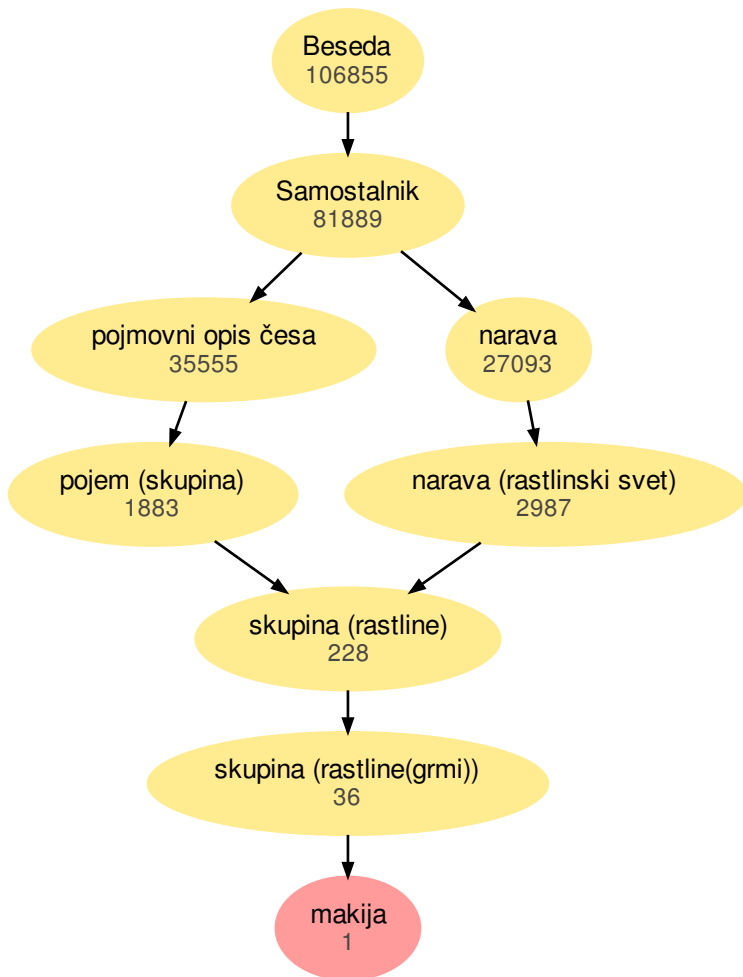 Beseda
106855
Samostalnik
81889
pojmovni opis česa
35555
narava
27093
pojem (skupina)
1883
narava (rastlinski svet)
2987
skupina (rastline)
228
skupina (rastline(grmi))
36
makija
1